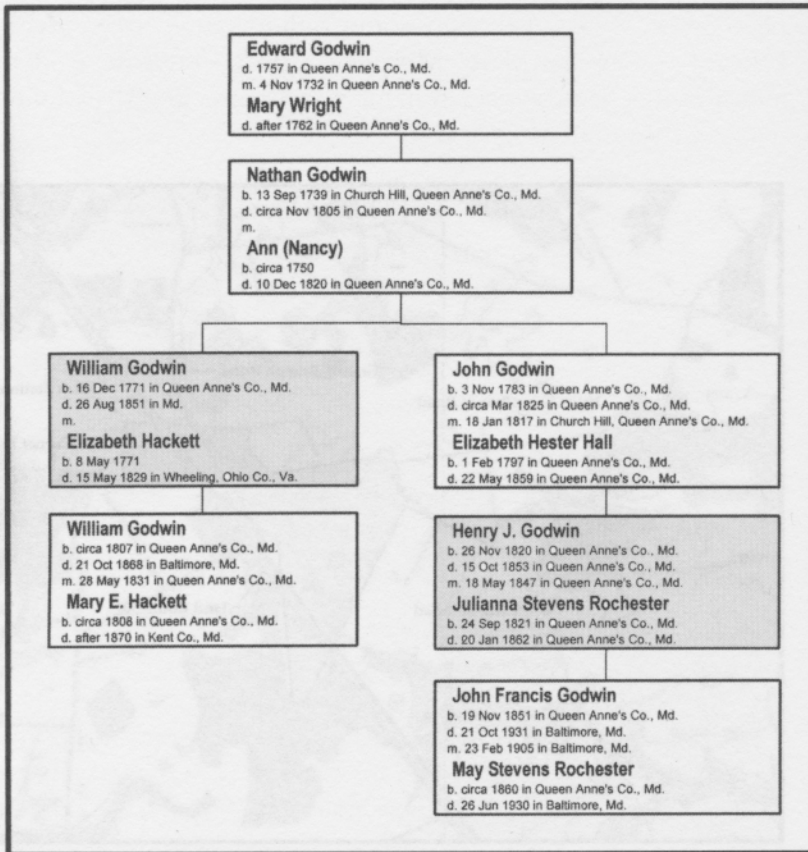 Edward Godwin
d. 1757 in Queen Anne's Co., Md.
m. 4 Nov 1732 in Queen Anne's Co., Md.
Mary Wright
d. after 1762 in Queen Anne's Co., Md.
Nathan Godwin
b. 13 Sep 1739 in Church Hill, Queen Anne's Co., Md.
d. circa Nov 1805 in Queen Anne's Co., Md.
m.
Ann (Nancy)
b. circa 1750
d. 10 Dec 1820 in Queen Anne's Co., Md.
William Godwin
b. 16 Dec 1771 in Queen Anne's Co., Md.
d. 26 Aug 1851 in Md.
m.
Elizabeth Hackett
b. 8 May 1771
d. 15 May 1829 in Wheeling, Ohio Co., Va.
John Godwin
b. 3 Nov 1783 in Queen Anne's Co., Md.
d. circa Mar 1825 in Queen Anne's Co., Md.
m. 18 Jan 1817 in Church Hill, Queen Anne's Co., Md.
Elizabeth Hester Hall
b. 1 Feb 1797 in Queen Anne's Co., Md.
d. 22 May 1859 in Queen Anne's Co., Md.
William Godwin
b. circa 1807 in Queen Anne's Co., Md.
d. 21 Oct 1868 in Baltimore, Md.
m. 28 May 1831 in Queen Anne's Co., Md.
Mary E. Hackett
b. circa 1808 in Queen Anne's Co., Md.
d. after 1870 in Kent Co., Md.
Henry J. Godwin
b. 26 Nov 1820 in Queen Anne's Co., Md.
d. 15 Oct 1853 in Queen Anne's Co., Md.
m. 18 May 1847 in Queen Anne's Co., Md.
Julianna Stevens Rochester
b. 24 Sep 1821 in Queen Anne's Co., Md.
d. 20 Jan 1862 in Queen Anne's Co., Md.
John Francis Godwin
b. 19 Nov 1851 in Queen Anne's Co., Md.
d. 21 Oct 1931 in Baltimore, Md.
m. 23 Feb 1905 in Baltimore, Md.
May Stevens Rochester
b. circa 1860 in Queen Anne's Co., Md.
d. 26 Jun 1930 in Baltimore, Md.